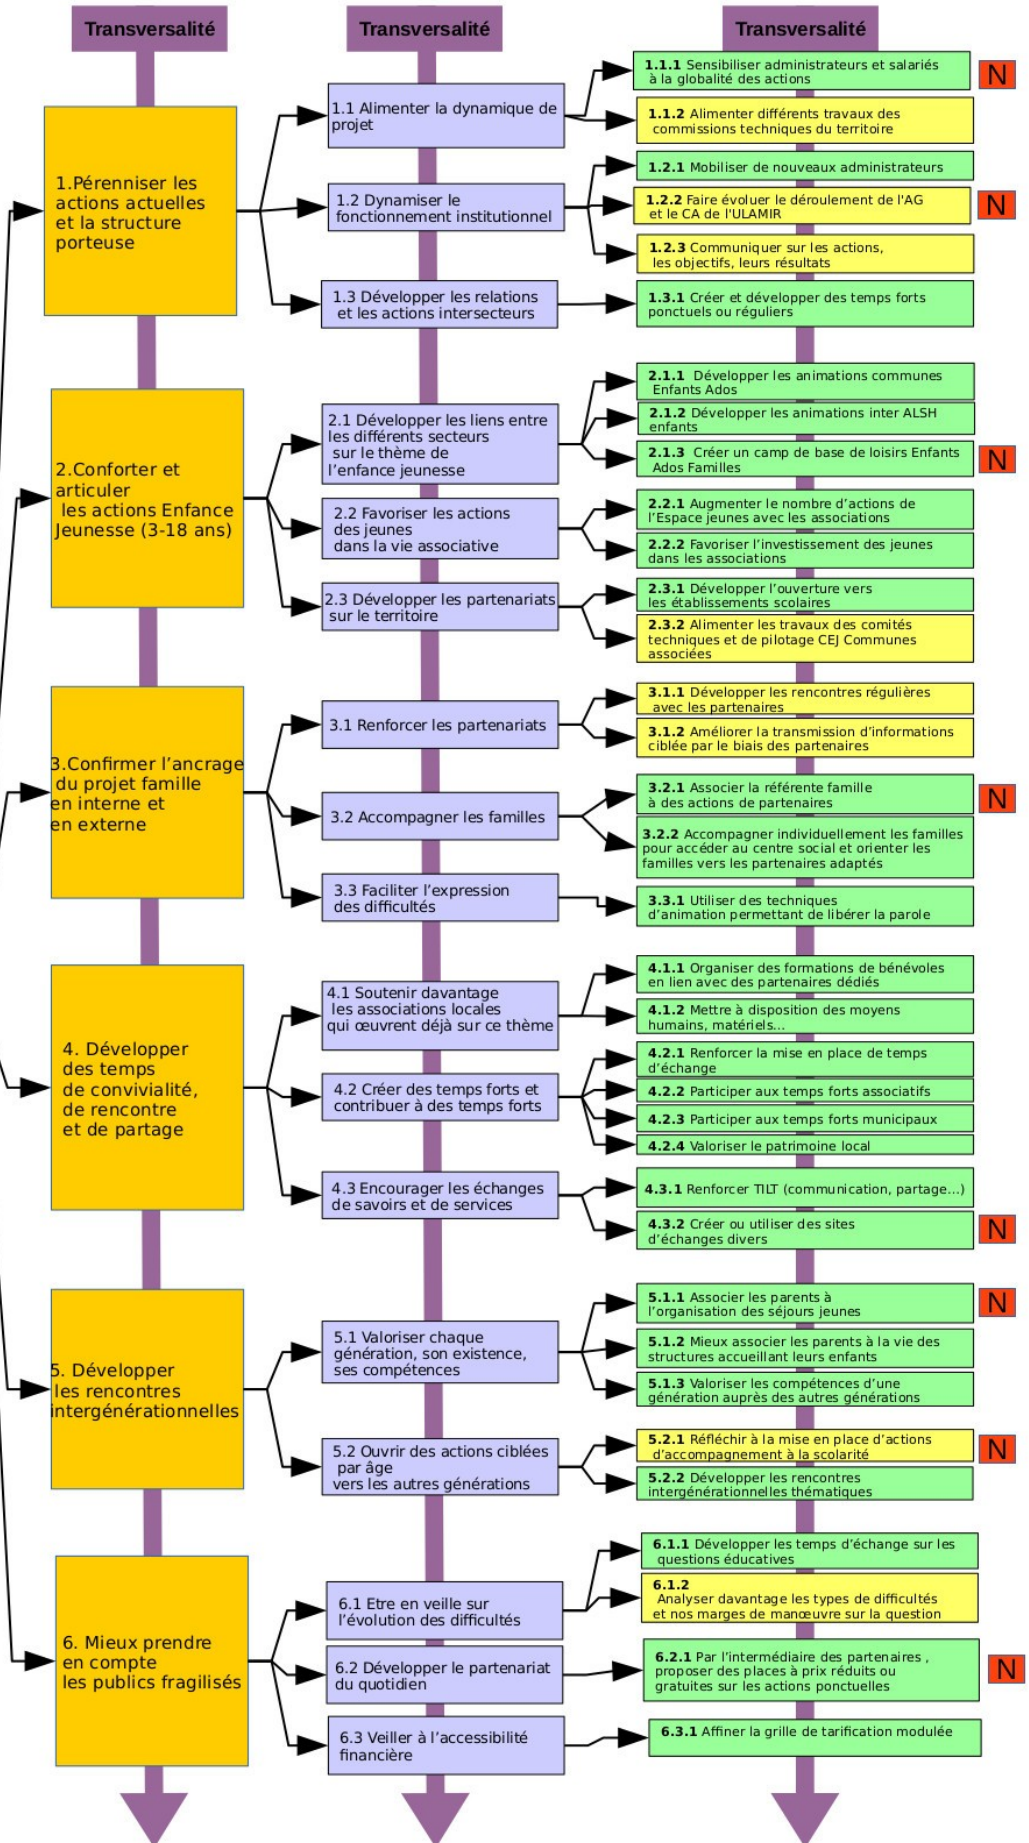 Transversalité
Transversalité
Transversalité
1.Pérenniser les
actions actuelles
et la structure
porteuse
1.1 Alimenter la dynamique de
projet
1.1.1 Sensibiliser administrateurs et salariés
à la globalité des actions
N
1.1.2 Alimenter différents travaux des
commissions techniques du territoire
1.2 Dynamiser le
fonctionnement institutionnel
1.2.1 Mobiliser de nouveaux administrateurs
1.2.2 Faire évoluer le déroulement de l'AG
et le CA de l'ULAMIR
N
1.2.3 Communiquer sur les actions,
les objectifs, leurs résultats
1.3 Développer les relations
et les actions intersecteurs
1.3.1 Créer et développer des temps forts
ponctuels ou réguliers
2.Conforter et
articuler
les actions Enfance
Jeunesse (3-18 ans)
2.1 Développer les liens entre
les différents secteurs
sur le thème de
l’enfance jeunesse
2.1.1 Développer les animations communes
Enfants Ados
2.1.2 Développer les animations inter ALSH
enfants
2.1.3 Créer un camp de base de loisirs Enfants
Ados Familles
N
2.2 Favoriser les actions
des jeunes
dans la vie associative
2.2.1 Augmenter le nombre d’actions de
l’Espace jeunes avec les associations
2.2.2 Favoriser l’investissement des jeunes
dans les associations
2.3 Développer les partenariats
sur le territoire
2.3.1 Développer l’ouverture vers
les établissements scolaires
2.3.2 Alimenter les travaux des comités
techniques et de pilotage CEJ Communes
associées
3.Confirmer l’ancrage
du projet famille
en interne et
en externe
3.1 Renforcer les partenariats
3.1.1 Développer les rencontres régulières
avec les partenaires
3.1.2 Améliorer la transmission d’informations
ciblée par le biais des partenaires
3.2 Accompagner les familles
3.2.1 Associer la référente famille
à des actions de partenaires
N
3.2.2 Accompagner individuellement les familles
pour accéder au centre social et orienter les
familles vers les partenaires adaptés
3.3 Faciliter l’expression
des difficultés
3.3.1 Utiliser des techniques
d’animation permettant de libérer la parole
4. Développer
des temps
de convivialité,
de rencontre
et de partage
4.1 Soutenir davantage
les associations locales
qui œuvrent déjà sur ce thème
4.1.1 Organiser des formations de bénévoles
en lien avec des partenaires dédiés
4.1.2 Mettre à disposition des moyens
humains, matériels...
4.2 Créer des temps forts et
contribuer à des temps forts
4.2.1 Renforcer la mise en place de temps
d’échange
4.2.2 Participer aux temps forts associatifs
4.2.3 Participer aux temps forts municipaux
4.2.4 Valoriser le patrimoine local
4.3 Encourager les échanges
de savoirs et de services
4.3.1 Renforcer TILT (communication, partage...)
4.3.2 Créer ou utiliser des sites
d’échanges divers
N
5. Développer
les rencontres
intergénérationnelles
5.1 Valoriser chaque
génération, son existence,
ses compétences
5.1.1 Associer les parents à
l’organisation des séjours jeunes
N
5.1.2 Mieux associer les parents à la vie des
structures accueillant leurs enfants
5.1.3 Valoriser les compétences d’une
génération auprès des autres générations
5.2 Ouvrir des actions ciblées
par âge
vers les autres générations
5.2.1 Réfléchir à la mise en place d’actions
d’accompagnement à la scolarité
N
5.2.2 Développer les rencontres
intergénérationnelles thématiques
6. Mieux prendre
en compte
les publics fragilisés
6.1 Etre en veille sur
l’évolution des difficultés
6.1.1 Développer les temps d’échange sur les
questions éducatives
6.1.2
Analyser davantage les types de difficultés
et nos marges de manœuvre sur la question
6.2 Développer le partenariat
du quotidien
6.2.1 Par l’intermédiaire des partenaires ,
proposer des places à prix réduits ou
gratuites sur les actions ponctuelles
N
6.3 Veiller à l’accessibilité
financière
6.3.1 Affiner la grille de tarification modulée